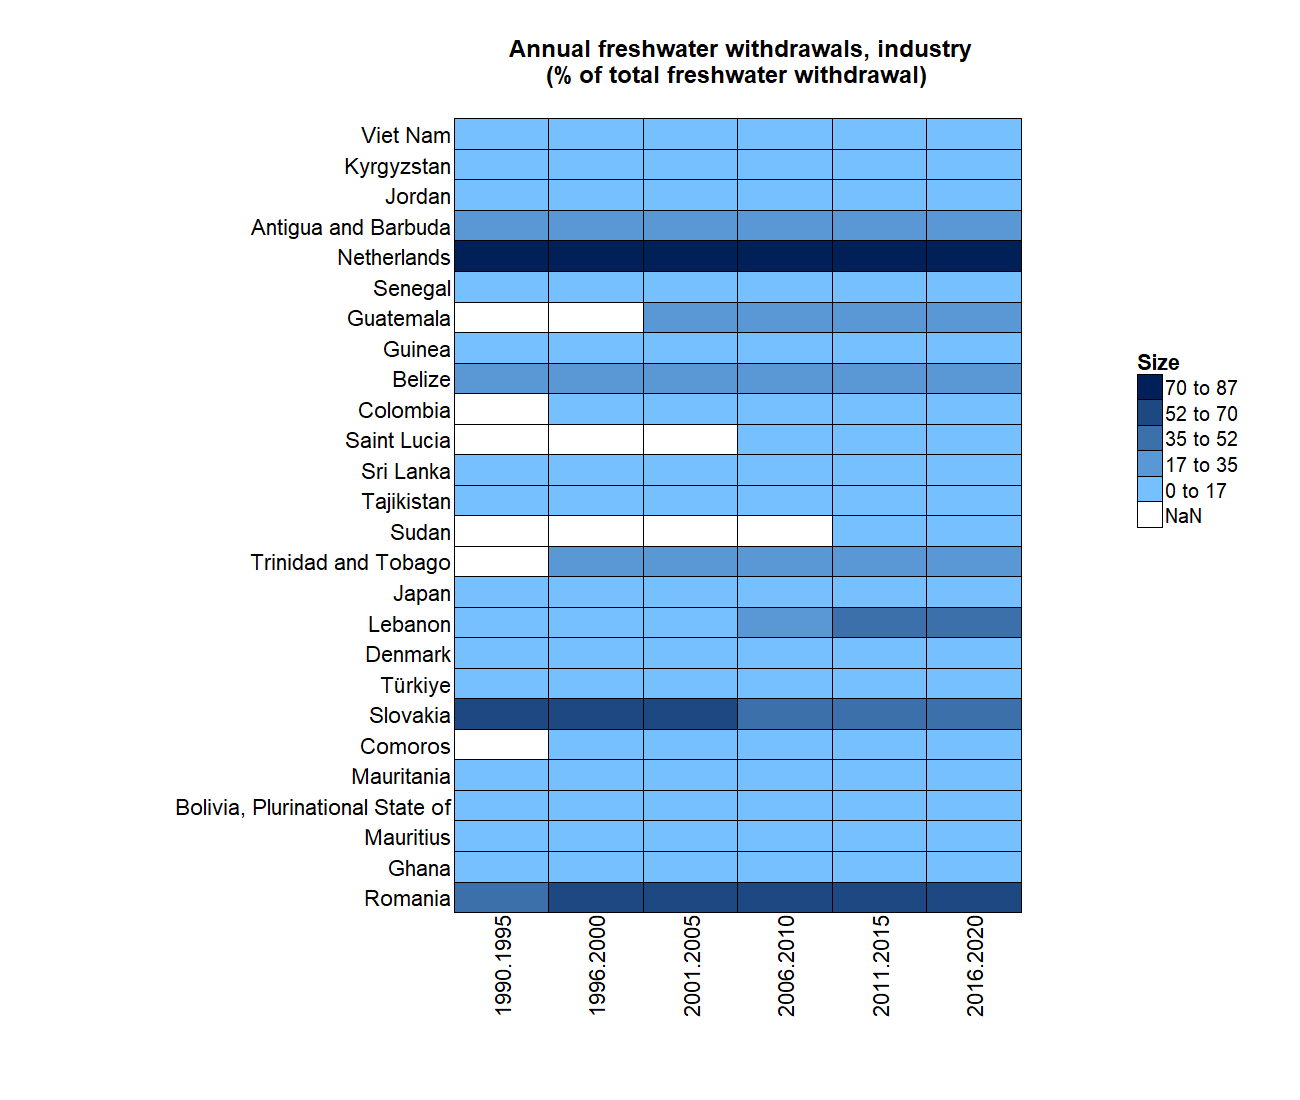 Annual freshwater withdrawals, industry
(% of total freshwater withdrawal)
Viet Nam
Kyrgyzstan
Jordan
Antigua and Barbuda
Netherlands
Senegal
Guatemala
Guinea
Belize
Colombia
Saint Lucia
Sri Lanka
Tajikistan
Sudan
Trinidad and Tobago
Japan
Lebanon
Denmark
Türkiye
Slovakia
Comoros
Mauritania
Bolivia, Plurinational State of
Mauritius
Ghana
Romania
1990.1995
1996.2000
2001.2005
2006.2010
2011.2015
2016.2020
Size
70 to 87
52 to 70
35 to 52
17 to 35
0 to 17
NaN